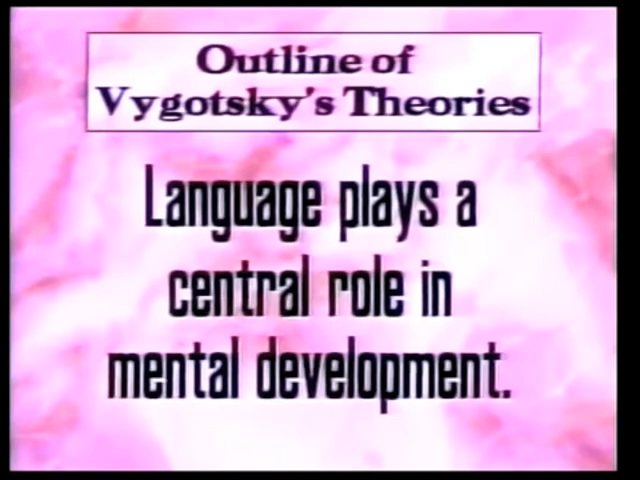 Outline of
Vygotsky's Theories
Language plays a
central role in
mental development.